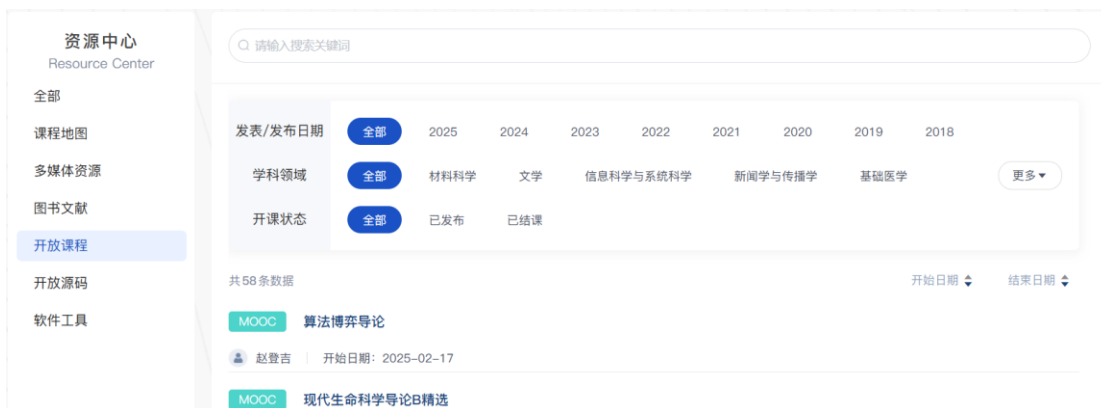 资源中心
Resource Center
全部
课程地图
多媒体资源
图书文献
开放课程
开放源码
软件工具
请输入搜索关键词
发表/发布日期 全部 2025 2024 2023 2022 2021 2020 2019 2018
学科领域 全部 材料科学 文学 信息科学与系统科学 新闻学与传播学 基础医学 更多
开课状态 全部 已发布 已结课
共58条数据 开始日期 结束日期
MOOC 算法博弈导论
赵登吉 开始日期：2025-02-17
MOOC 现代生命科学导论B精选